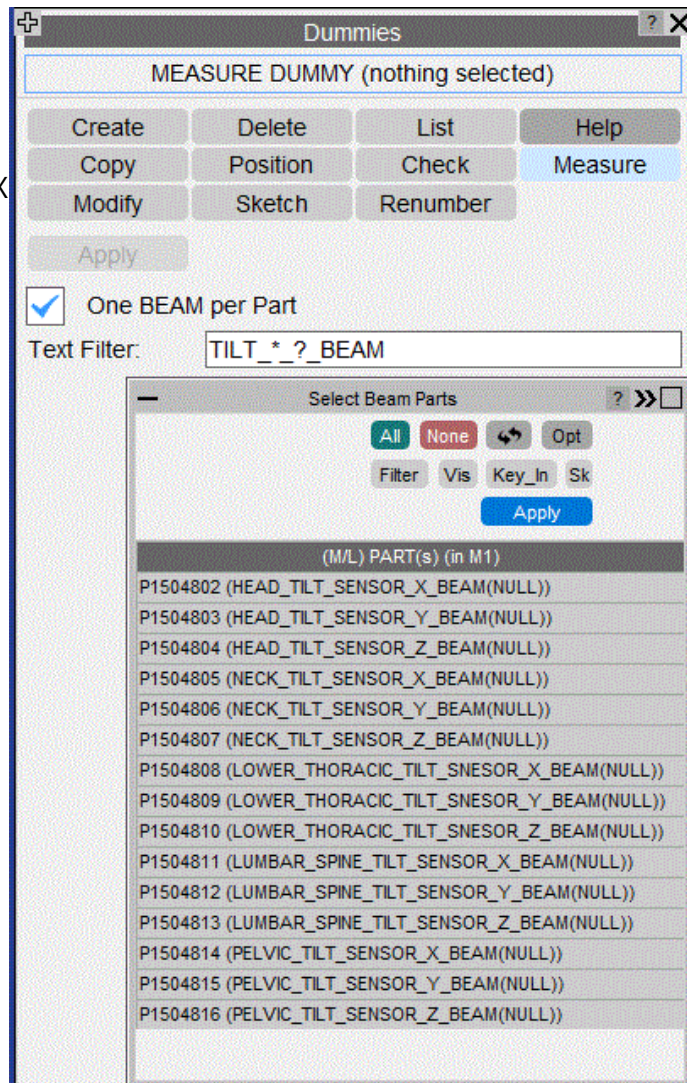 Dummies ? X
MEASURE DUMMY (nothing selected)
Create Delete List Help
Copy Position Check Measure
Modify Sketch Renumber
Apply
One BEAM per Part
Text Filter: TILT_*_?_BEAM
Select Beam Parts ?
All None Opt
Filter Vis Key_In Sk
Apply
(M/L) PART(s) (in M1)
P1504802 (HEAD_TILT_SENSOR_X_BEAM(NULL))
P1504803 (HEAD_TILT_SENSOR_Y_BEAM(NULL))
P1504804 (HEAD_TILT_SENSOR_Z_BEAM(NULL))
P1504805 (NECK_TILT_SENSOR_X_BEAM(NULL))
P1504806 (NECK_TILT_SENSOR_Y_BEAM(NULL))
P1504807 (NECK_TILT_SENSOR_Z_BEAM(NULL))
P1504808 (LOWER_THORACIC_TILT_SNESOR_X_BEAM(NULL))
P1504809 (LOWER_THORACIC_TILT_SNESOR_Y_BEAM(NULL))
P1504810 (LOWER_THORACIC_TILT_SNESOR_Z_BEAM(NULL))
P1504811 (LUMBAR_SPINE_TILT_SENSOR_X_BEAM(NULL))
P1504812 (LUMBAR_SPINE_TILT_SENSOR_Y_BEAM(NULL))
P1504813 (LUMBAR_SPINE_TILT_SENSOR_Z_BEAM(NULL))
P1504814 (PELVIC_TILT_SENSOR_X_BEAM(NULL))
P1504815 (PELVIC_TILT_SENSOR_Y_BEAM(NULL))
P1504816 (PELVIC_TILT_SENSOR_Z_BEAM(NULL))